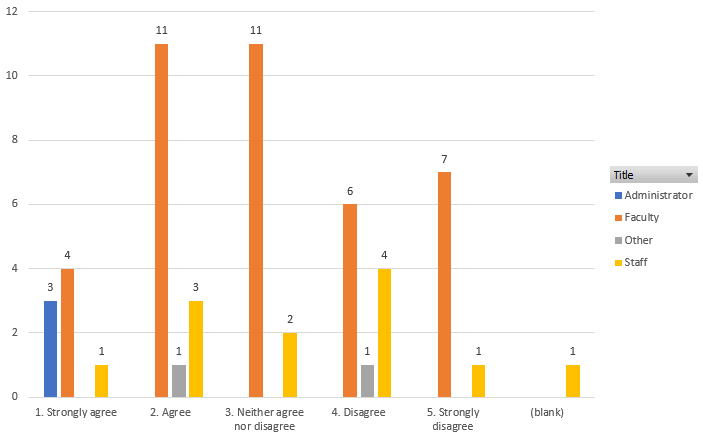 12
10
8
6
4
2
0
3
4
1
11
1
3
11
2
6
1
4
7
1
1
1. Strongly agree
2. Agree
3. Neither agree
nor disagree
4. Disagree
5. Strongly
disagree
(blank)
Title
Administrator
Faculty
Other
Staff